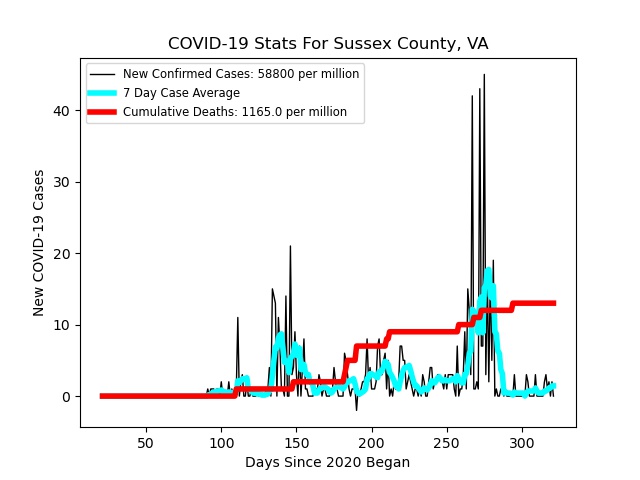 COVID-19 Stats For Sussex County, VA
New Confirmed Cases: 58800 per million
7 Day Case Average
Cumulative Deaths: 1165.0 per million
New COVID-19 Cases
40
30
20
10
0
50 100 150 200 250 300
Days Since 2020 Began